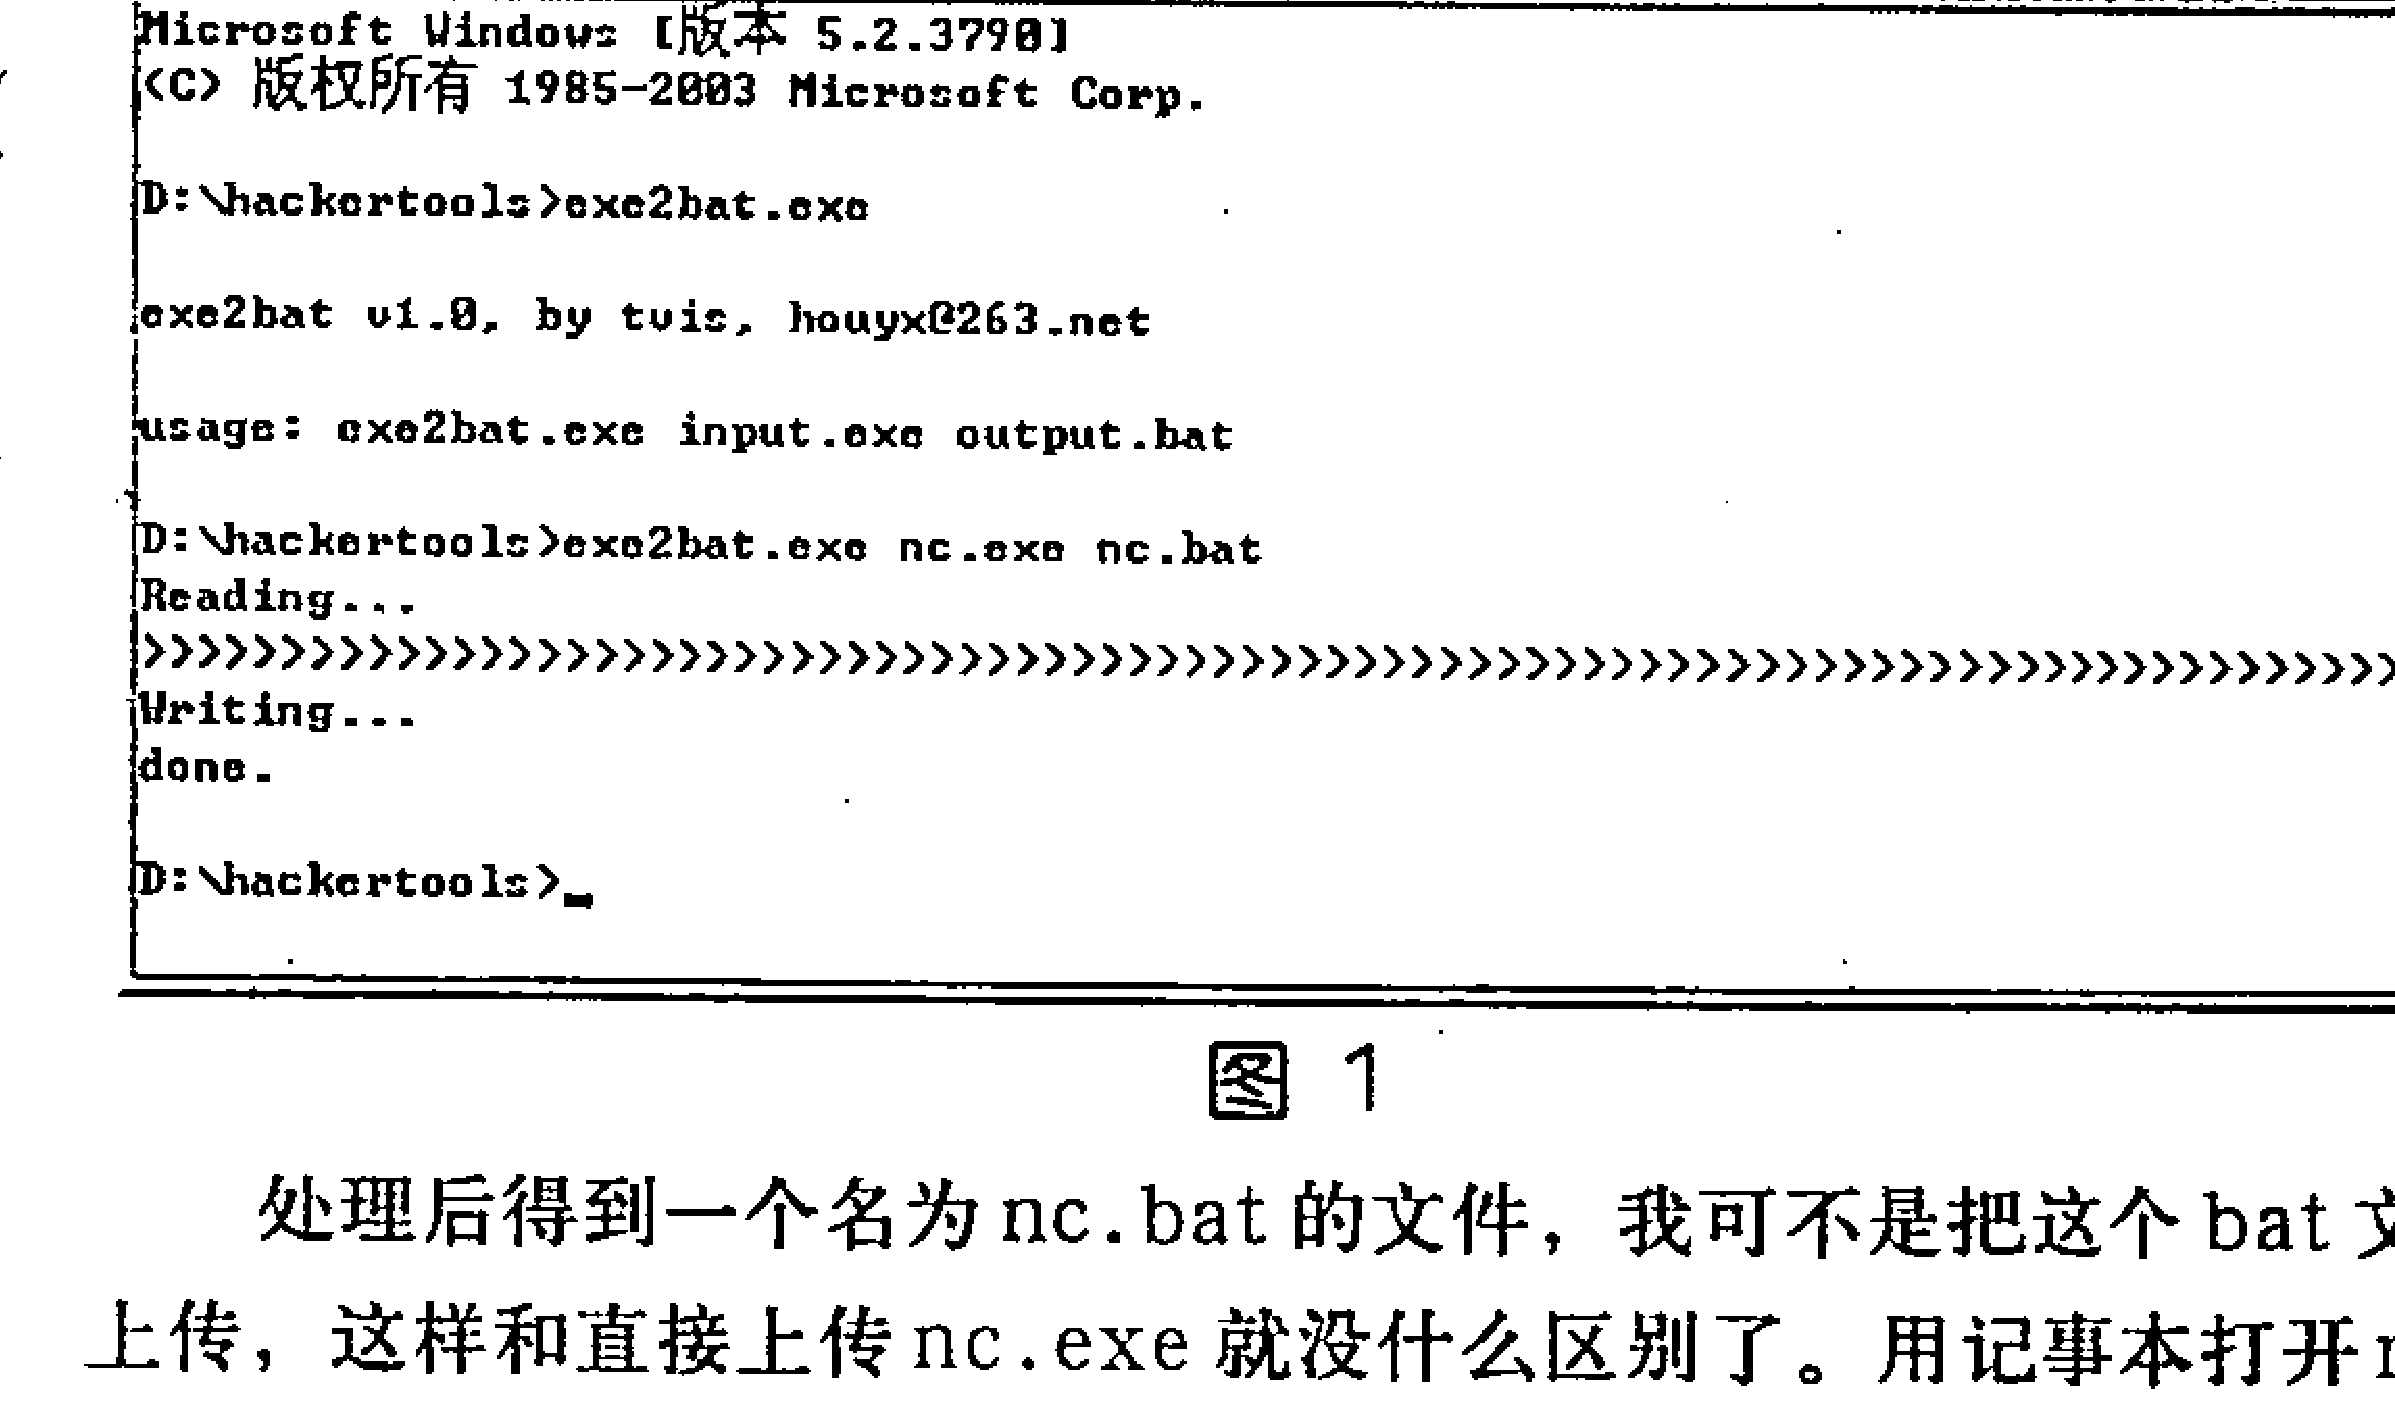 Microsoft Windows [版本 5.2.3790]
(C) 版权所有 1985-2003 Microsoft Corp.
D:\hackertools>exe2bat.exe
exe2bat v1.0, by tvis, houyx@263.net
usage: exe2bat.exe input.exe output.bat
D:\hackertools>exe2bat.exe nc.exe nc.bat
Reading...
>>>>>>>>>>>>>>>>>>>>>>>>>>>>>>>>>>>>>>>>>>>>>>>>>>>>>>>>>>>>>>>>>>>>>>>>>>>>>>>>
Writing...
done.
D:\hackertools>_
图 1
处理后得到一个名为nc.bat的文件，我可不是把这个bat文
上传，这样和直接上传nc.exe就没什么区别了。用记事本打开